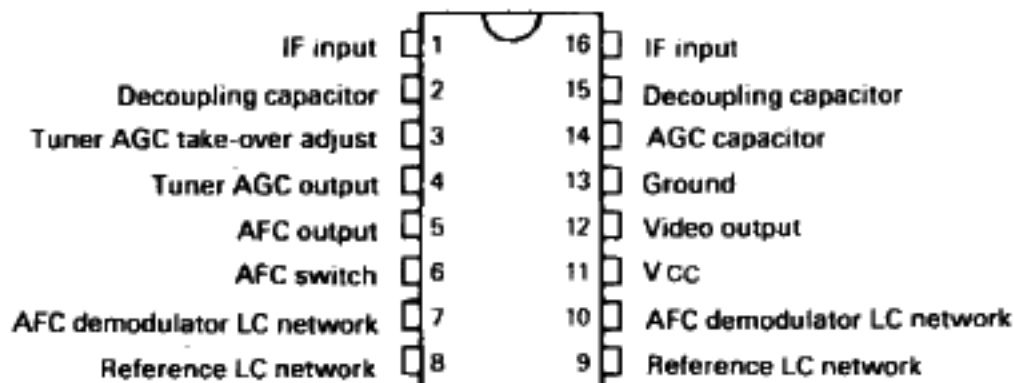 IF input 1 16 IF input
Decoupling capacitor 2 15 Decoupling capacitor
Tuner AGC take-over adjust 3 14 AGC capacitor
Tuner AGC output 4 13 Ground
AFC output 5 12 Video output
AFC switch 6 11 VCC
AFC demodulator LC network 7 10 AFC demodulator LC network
Reference LC network 8 9 Reference LC network